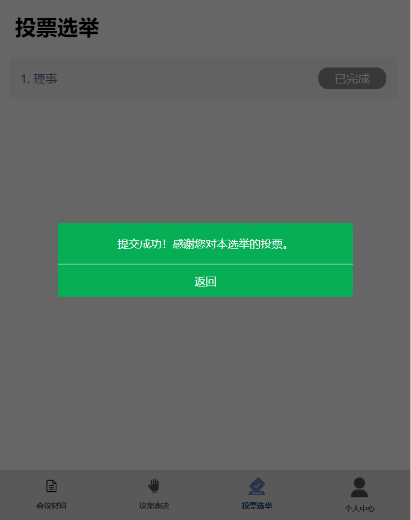 投票选举
1. 理事
已完成
提交成功！感谢您对本选举的投票。
返回
会议材料
议案表决
投票选举
个人中心